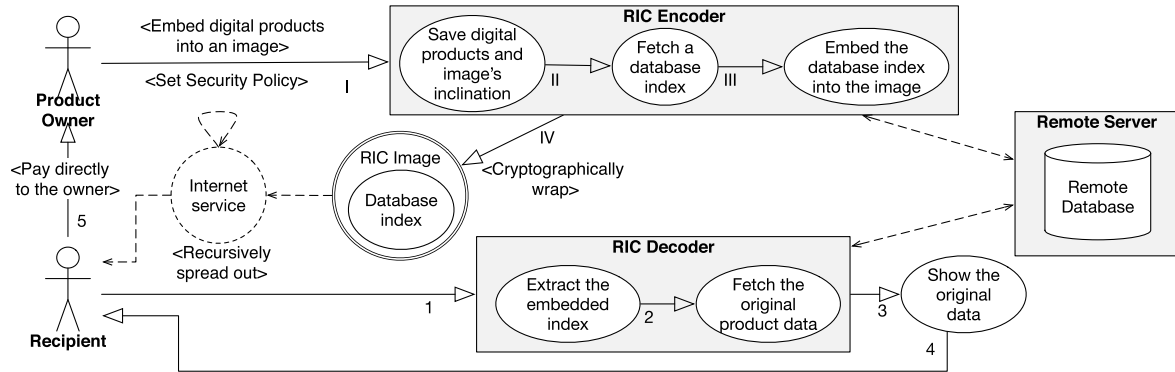 <Embed digital products
into an image>
<Set Security Policy>
I
Product
Owner
RIC Encoder
Save digital
products and
image's
inclination
II
Fetch a
database
index
III
Embed the
database index
into the image
IV
<Cryptographically
wrap>
RIC Image
Database
index
Internet
service
<Recursively
spread out>
<Pay directly
to the owner>
5
Remote Server
Remote
Database
Recipient
1
RIC Decoder
Extract the
embedded
index
2
Fetch the
original
product data
3
Show the
original
data
4